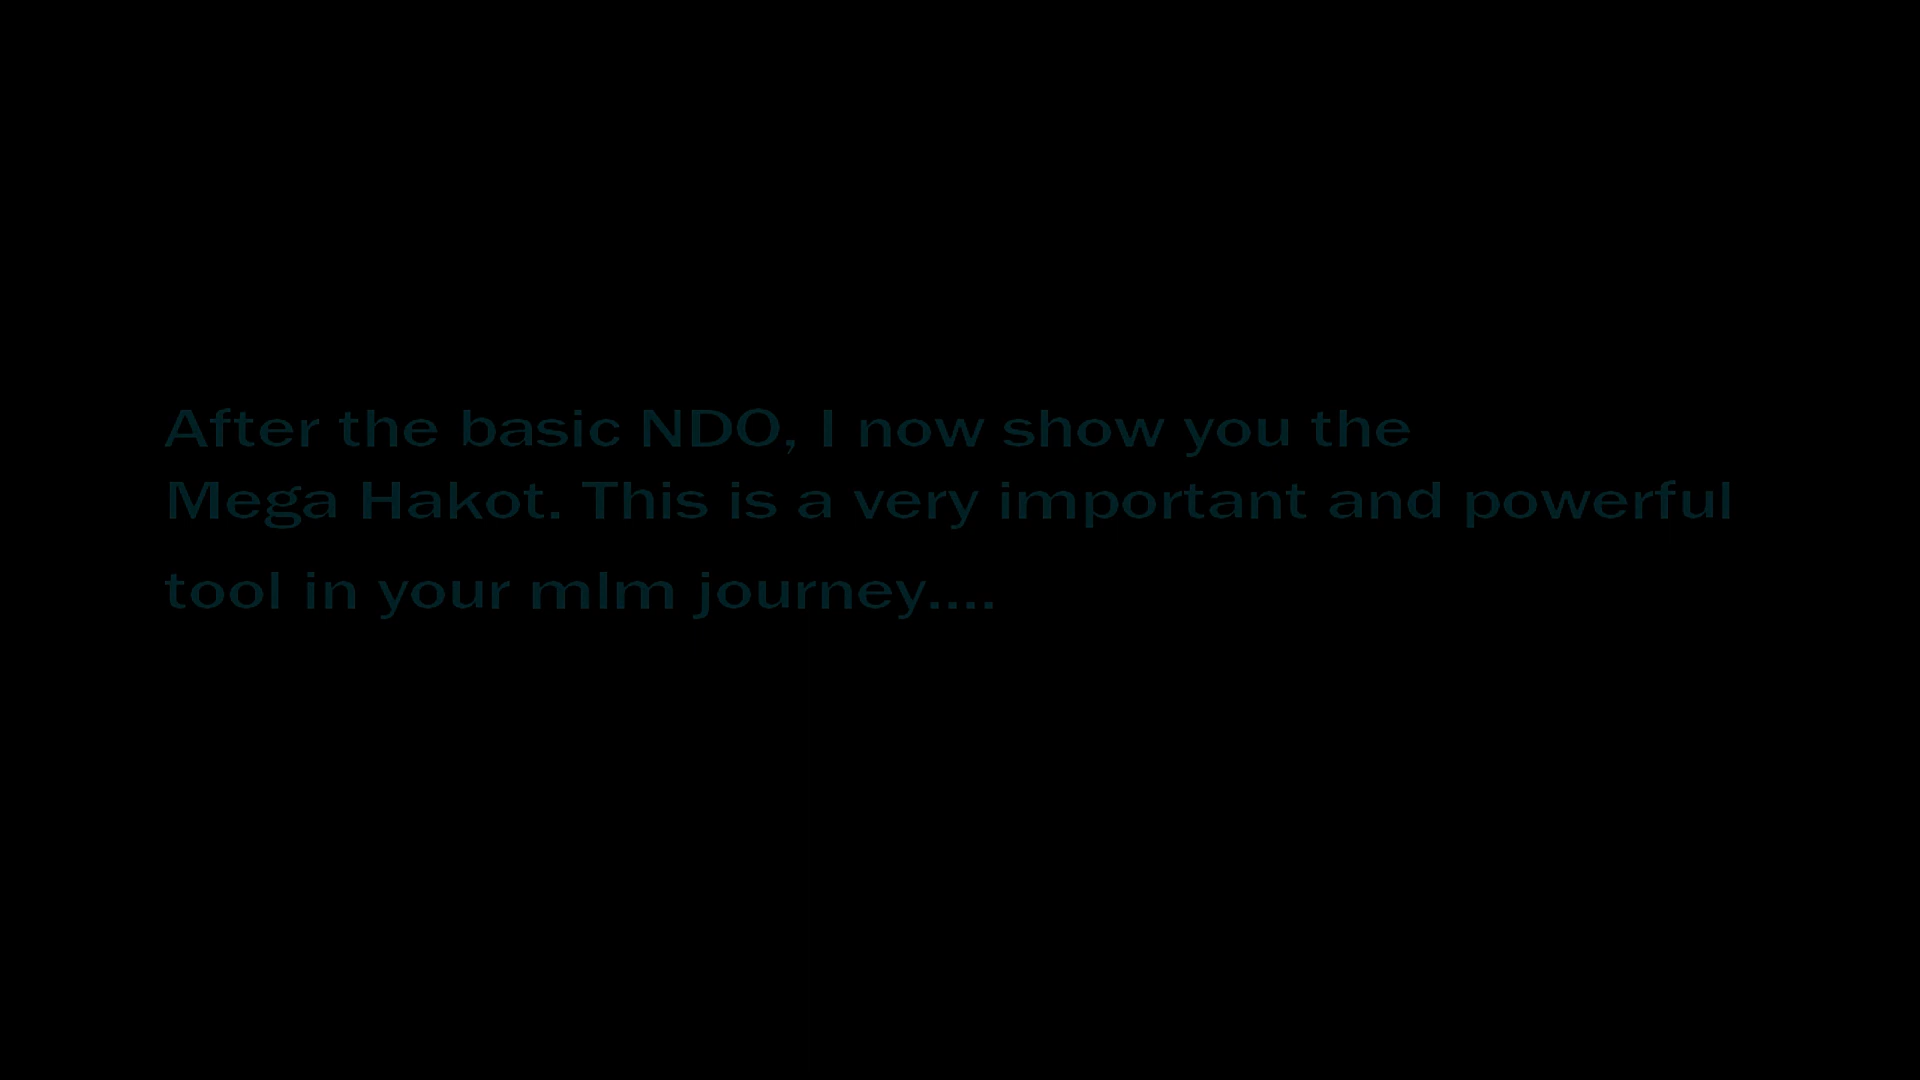 After the basic NDO, I now show you the
Mega Hakot. This is a very important and powerful
tool in your mlm journey....